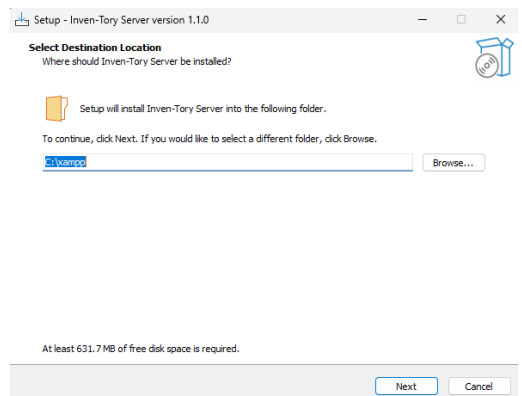 Setup - Inven-Tory Server version 1.1.0
Select Destination Location
Where should Inven-Tory Server be installed?
Setup will install Inven-Tory Server into the following folder.
To continue, click Next. If you would like to select a different folder, click Browse.
C:\xampp
Browse...
At least 631.7 MB of free disk space is required.
Next
Cancel